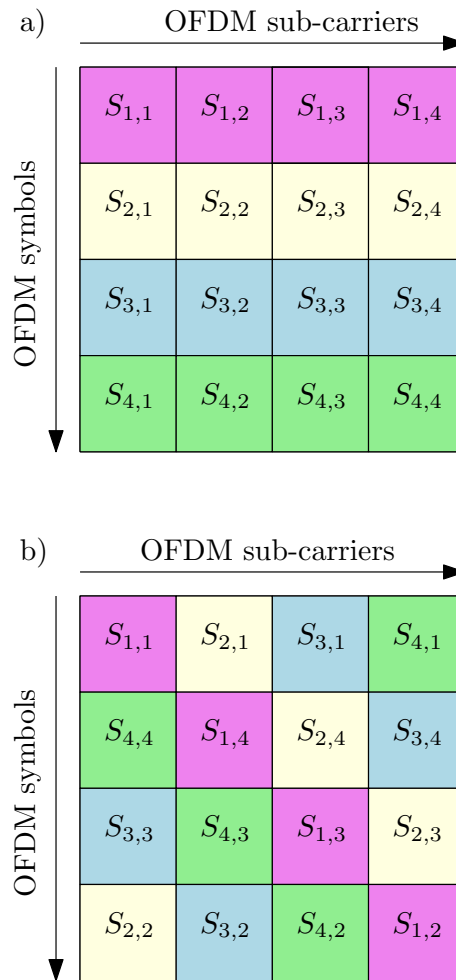 a)
OFDM sub-carriers
OFDM symbols
S1,1 S1,2 S1,3 S1,4
S2,1 S2,2 S2,3 S2,4
S3,1 S3,2 S3,3 S3,4
S4,1 S4,2 S4,3 S4,4
b)
OFDM sub-carriers
OFDM symbols
S1,1 S2,1 S3,1 S4,1
S4,4 S1,4 S2,4 S3,4
S3,3 S4,3 S1,3 S2,3
S2,2 S3,2 S4,2 S1,2